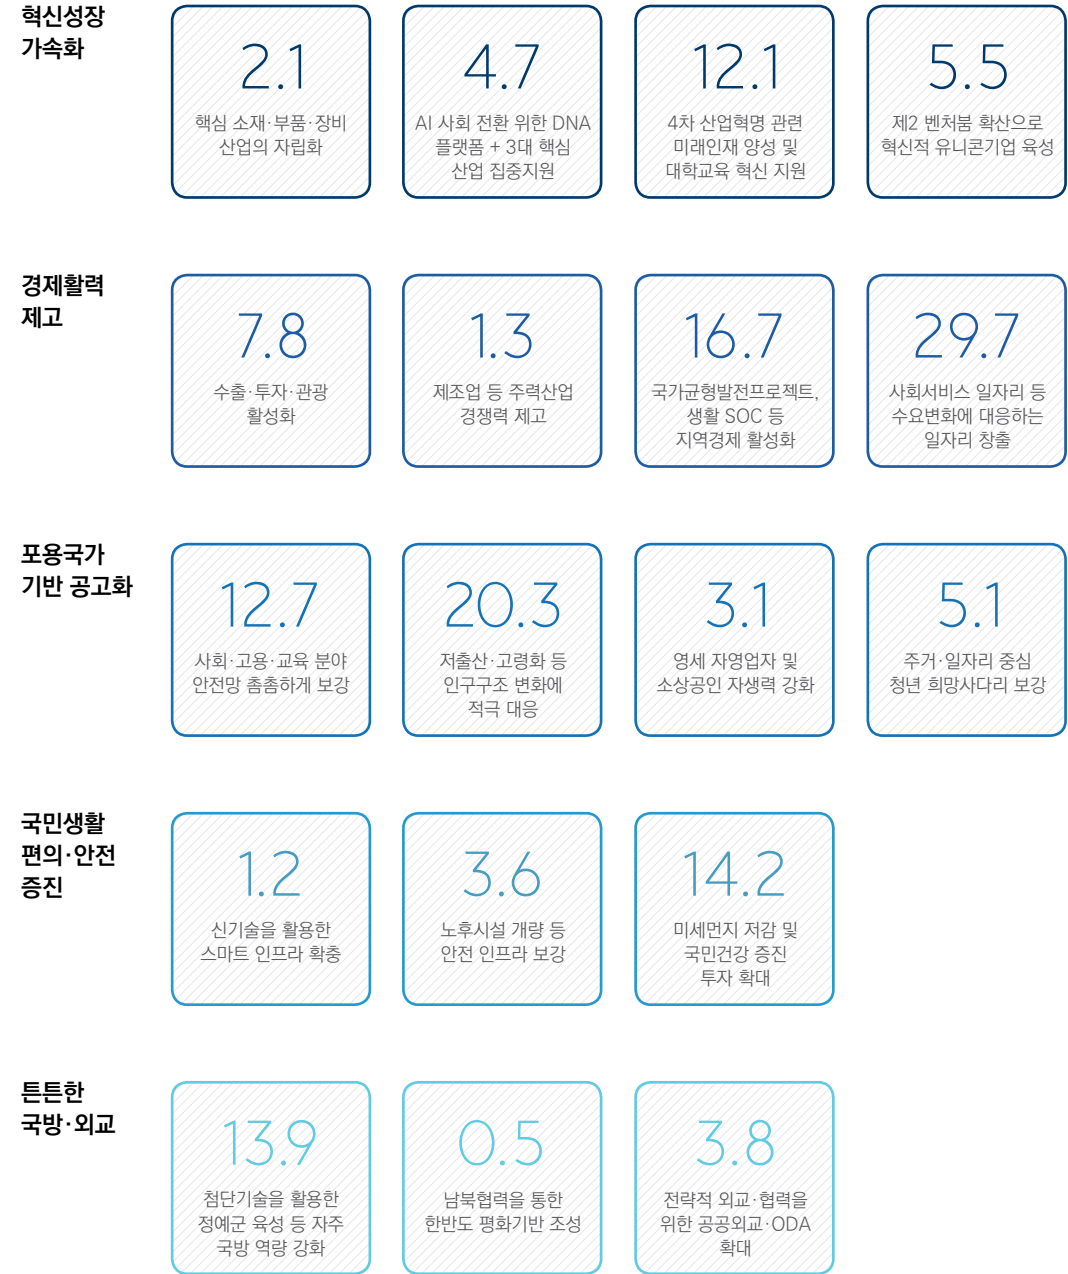 혁신성장
가속화
2.1
핵심 소재·부품·장비
산업의 자립화
4.7
AI 사회 전환 위한 DNA
플랫폼 + 3대 핵심
산업 집중지원
12.1
4차 산업혁명 관련
미래인재 양성 및
대학교육 혁신 지원
5.5
제2 벤처붐 확산으로
혁신적 유니콘기업 육성
경제활력
제고
7.8
수출·투자·관광
활성화
1.3
제조업 등 주력산업
경쟁력 제고
16.7
국가균형발전프로젝트,
생활 SOC 등
지역경제 활성화
29.7
사회서비스 일자리 등
수요변화에 대응하는
일자리 창출
포용국가
기반 공고화
12.7
사회·고용·교육 분야
안전망 촘촘하게 보강
20.3
저출산·고령화 등
인구구조 변화에
적극 대응
3.1
영세 자영업자 및
소상공인 자생력 강화
5.1
주거·일자리 중심
청년 희망사다리 보강
국민생활
편의·안전
증진
1.2
신기술을 활용한
스마트 인프라 확충
3.6
노후시설 개량 등
안전 인프라 보강
14.2
미세먼지 저감 및
국민건강 증진
투자 확대
튼튼한
국방·외교
13.9
첨단기술을 활용한
정예군 육성 등 자주
국방 역량 강화
0.5
남북협력을 통한
한반도 평화기반 조성
3.8
전략적 외교·협력을
위한 공공외교·ODA
확대